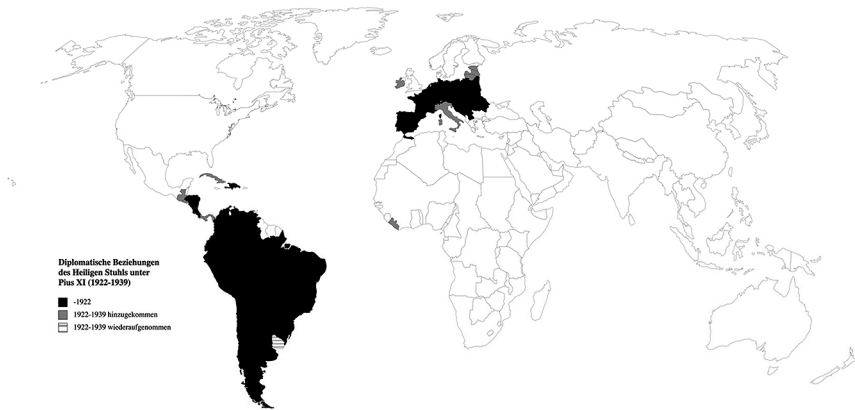 Diplomatische Beziehungen
des Heiligen Stuhls unter
Pius XI (1922-1939)
-1922
1922-1939 hinzugekommen
1922-1939 wiederaufgenommen